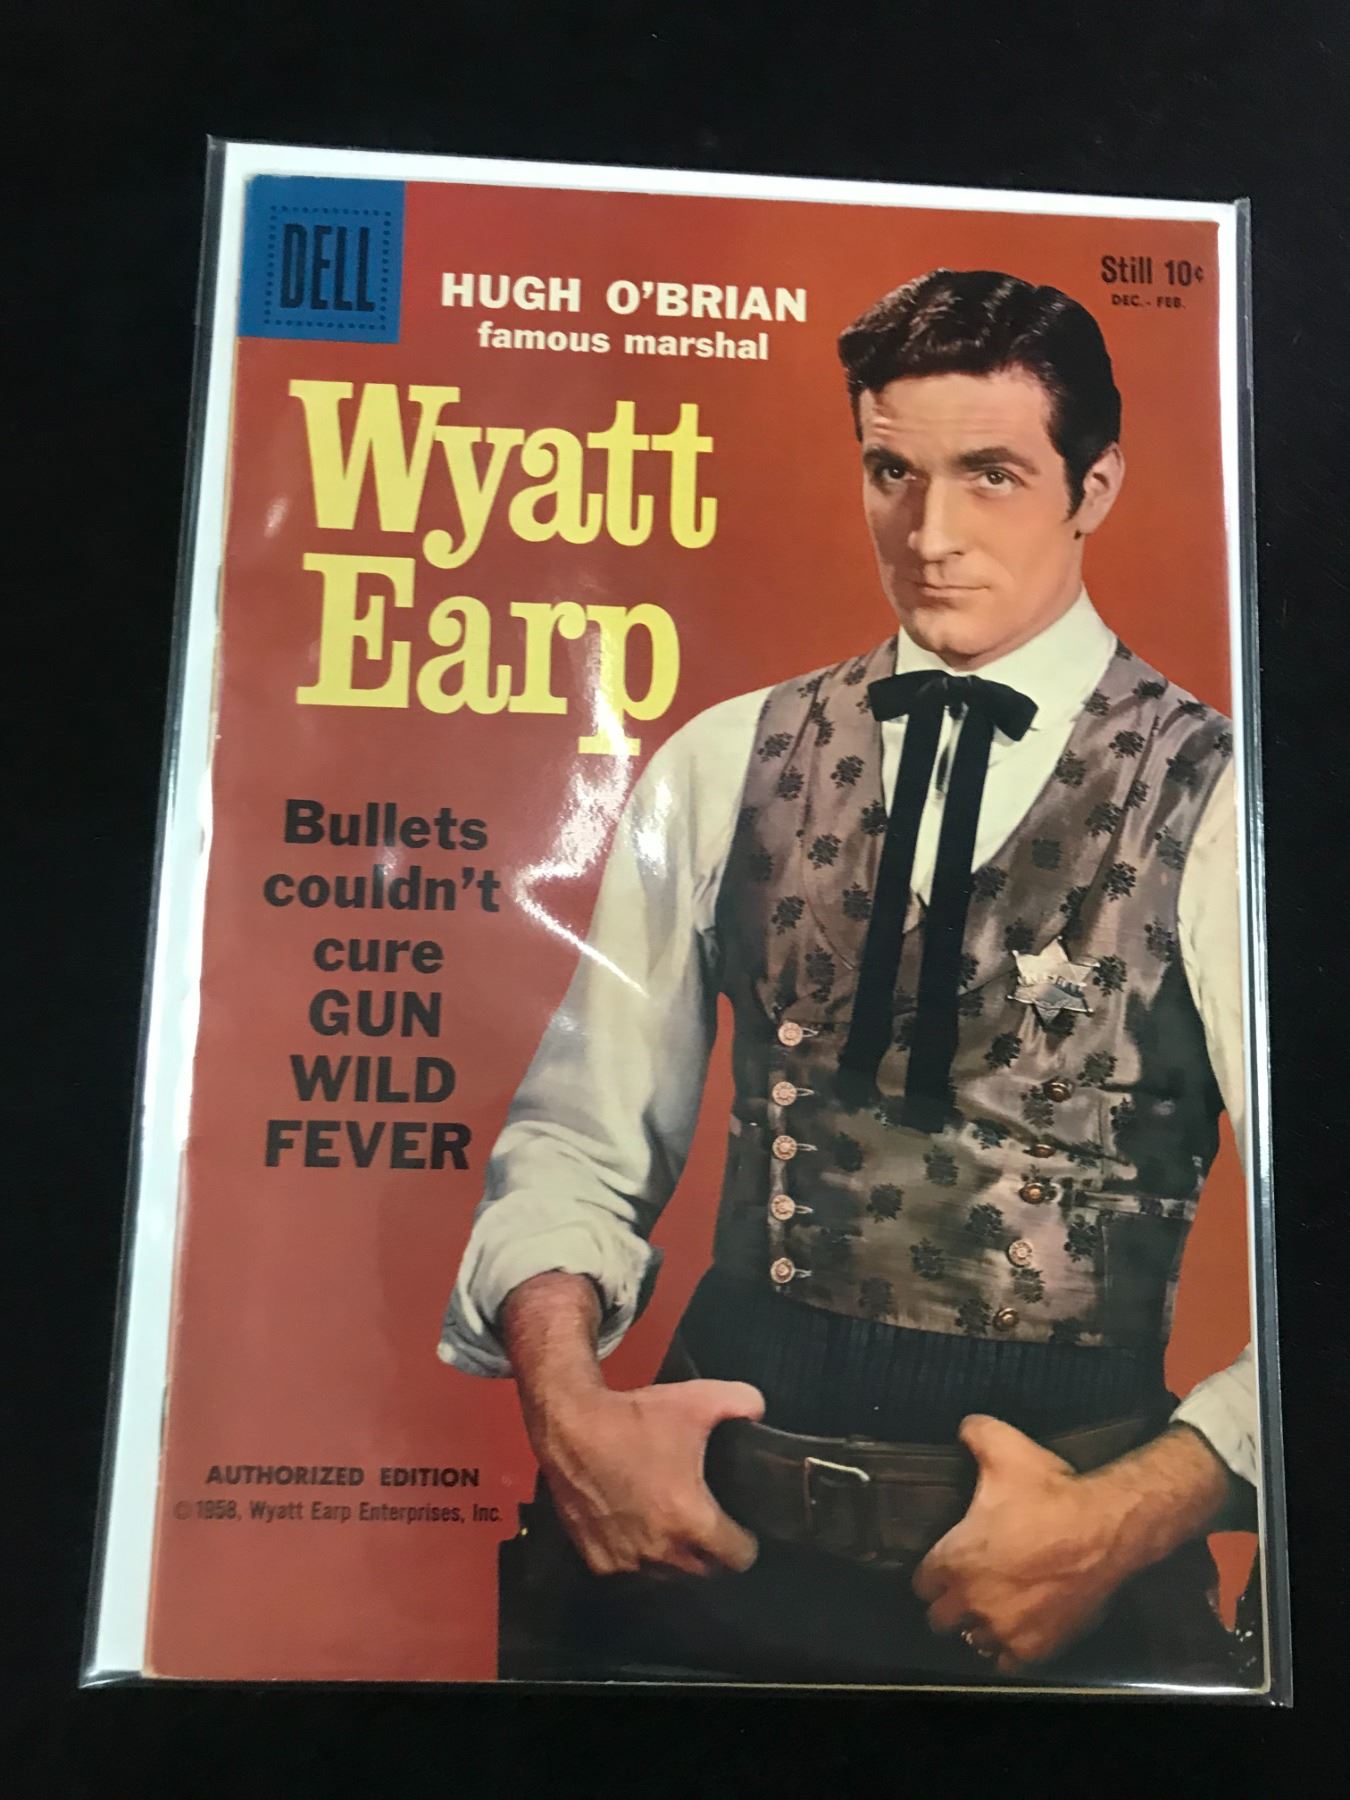 DELL
HUGH O'BRIAN
famous marshal
Still 10¢
DEC.- FEB.
Wyatt
Earp
Bullets
couldn't
cure
GUN
WILD
FEVER
AUTHORIZED EDITION
© 1958, Wyatt Earp Enterprises, Inc.